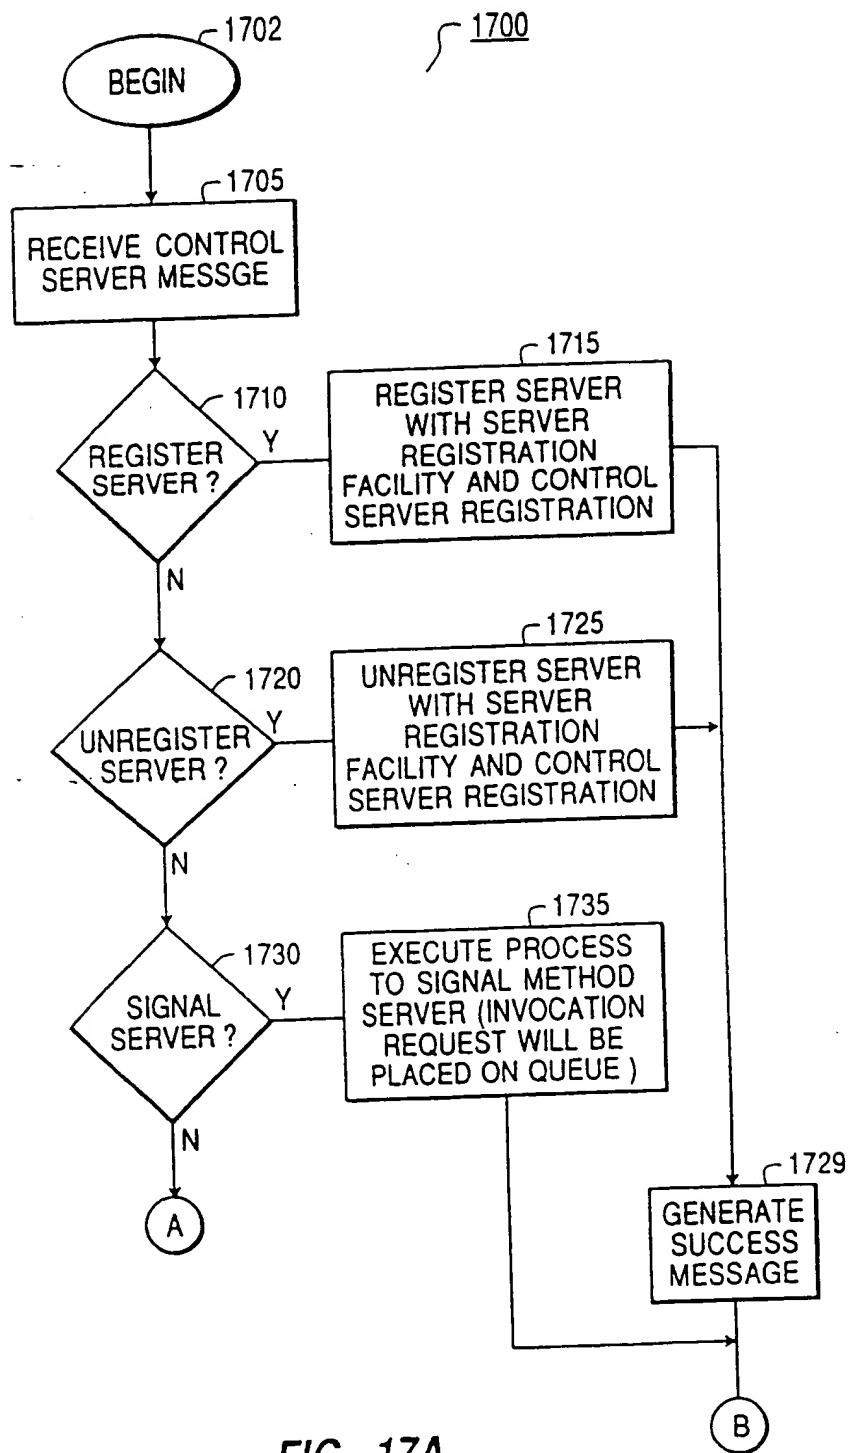 1702
1700
BEGIN
1705
RECEIVE CONTROL
SERVER MESSGE
1710
REGISTER
SERVER ?
Y
N
1715
REGISTER SERVER
WITH SERVER
REGISTRATION
FACILITY AND CONTROL
SERVER REGISTRATION
1720
UNREGISTER
SERVER ?
Y
N
1725
UNREGISTER SERVER
WITH SERVER
REGISTRATION
FACILITY AND CONTROL
SERVER REGISTRATION
1730
SIGNAL
SERVER ?
Y
N
1735
EXECUTE PROCESS
TO SIGNAL METHOD
SERVER (INVOCATION
REQUEST WILL BE
PLACED ON QUEUE )
A
1729
GENERATE
SUCCESS
MESSAGE
B
FIG. 17A